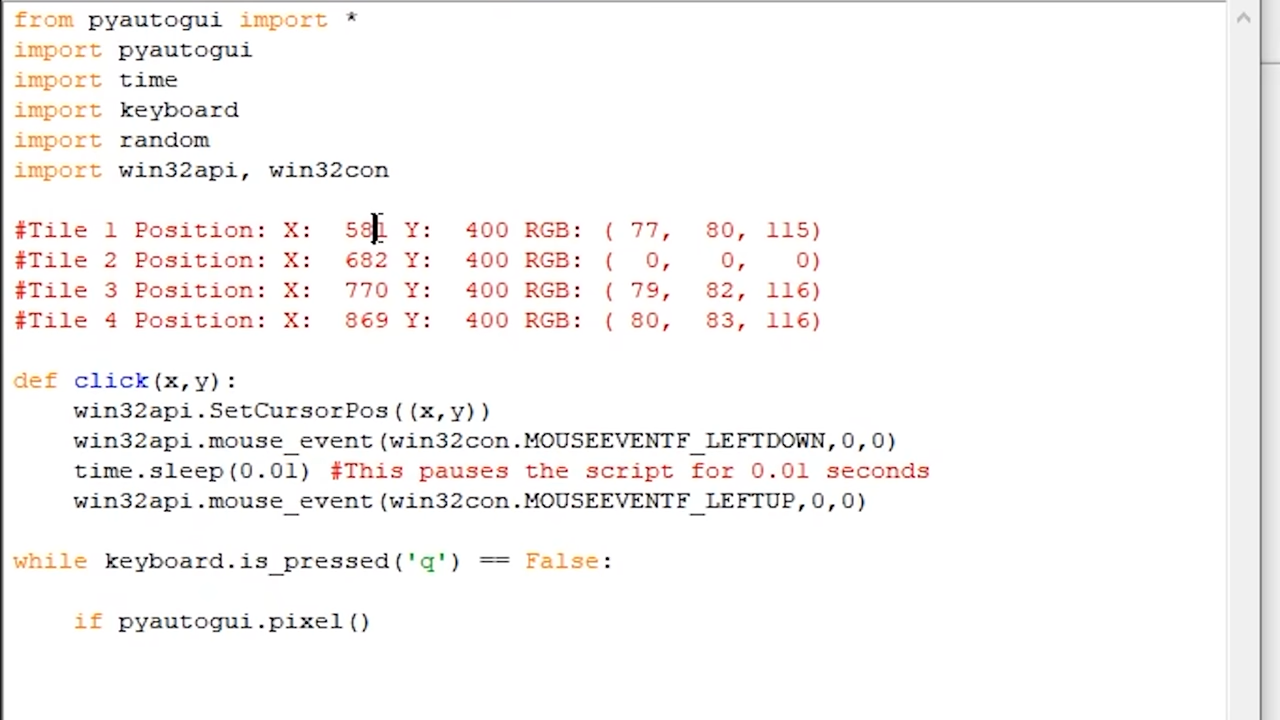 from pyautogui import *
import pyautogui
import time
import keyboard
import random
import win32api, win32con
#Tile 1 Position: X:  581 Y:  400 RGB: ( 77,  80, 115)
#Tile 2 Position: X:  682 Y:  400 RGB: (  0,   0,   0)
#Tile 3 Position: X:  770 Y:  400 RGB: ( 79,  82, 116)
#Tile 4 Position: X:  869 Y:  400 RGB: ( 80,  83, 116)
def click(x,y):
    win32api.SetCursorPos((x,y))
    win32api.mouse_event(win32con.MOUSEEVENTF_LEFTDOWN,0,0)
    time.sleep(0.01) #This pauses the script for 0.01 seconds
    win32api.mouse_event(win32con.MOUSEEVENTF_LEFTUP,0,0)
while keyboard.is_pressed('q') == False:
    if pyautogui.pixel()